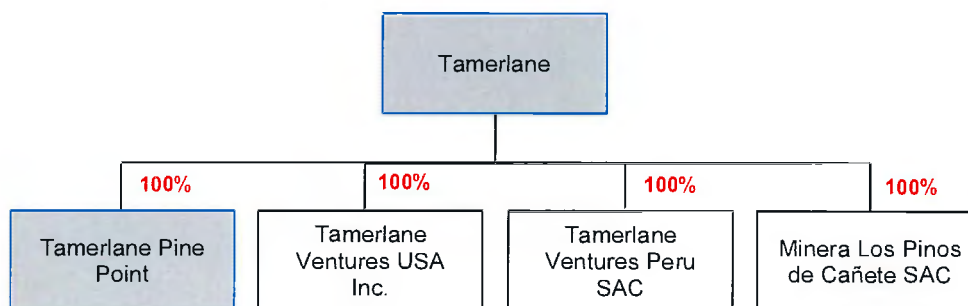 Tamerlane
100%
100%
100%
100%
Tamerlane Pine
Point
Tamerlane
Ventures USA
Inc.
Tamerlane
Ventures Peru
SAC
Minera Los Pinos
de Cañete SAC